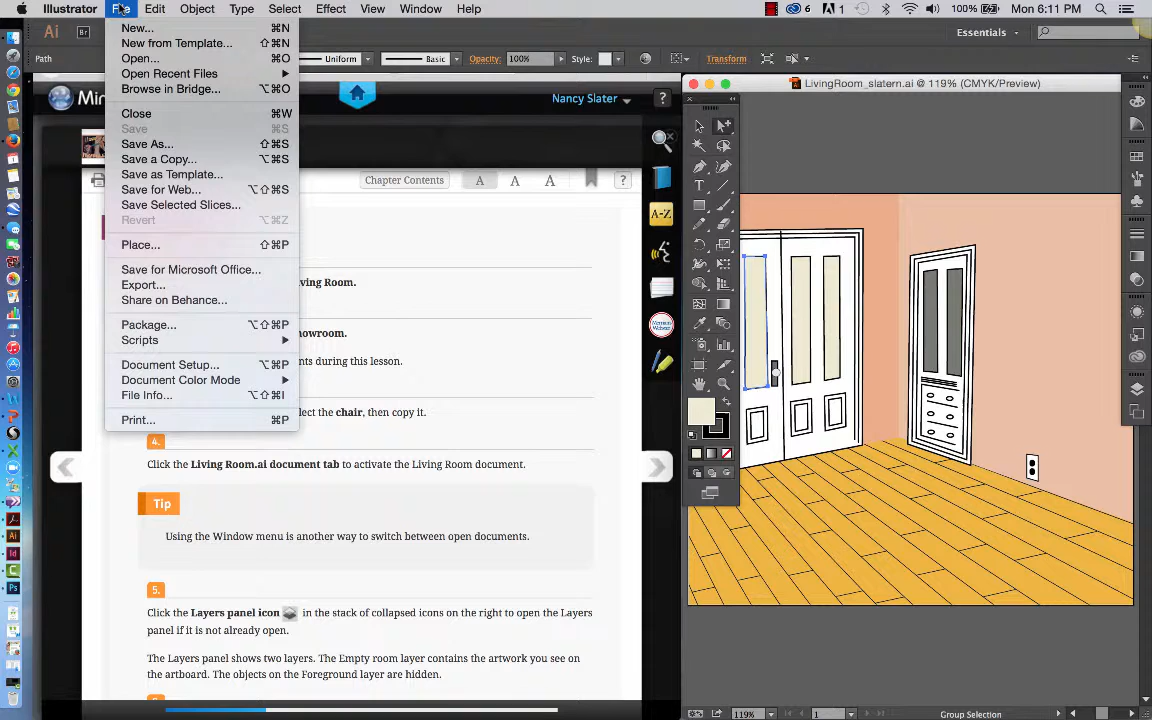 Illustrator File Edit Object Type Select Effect View Window Help
6 1 100% Mon 6:11 PM
Ai Br Essentials
Uniform Basic Opacity: 100% Style: Transform
New... ⌘N
New from Template... ⇧⌘N
Open... ⌘O
Open Recent Files
Browse in Bridge... ⌥⌘O
Close ⌘W
Save ⌘S
Save As... ⇧⌘S
Save a Copy... ⌥⌘S
Save as Template...
Save for Web... ⌥⇧⌘S
Save Selected Slices...
Revert ⌥⌘Z
Place... ⇧⌘P
Save for Microsoft Office...
Export...
Share on Behance...
Package... ⌥⇧⌘P
Scripts
Document Setup... ⌥⌘P
Document Color Mode
File Info... ⌥⇧⌘I
Print... ⌘P
Path
Min
Nancy Slater ?
Chapter Contents A A A ?
A-Z
iving Room.
howroom.
nts during this lesson.
lect the chair, then copy it.
4.
Click the Living Room.ai document tab to activate the Living Room document.
Tip
Using the Window menu is another way to switch between open documents.
5.
Click the Layers panel icon in the stack of collapsed icons on the right to open the Layers
panel if it is not already open.
The Layers panel shows two layers. The Empty room layer contains the artwork you see on
the artboard. The objects on the Foreground layer are hidden.
LivingRoom_slatern.ai @ 119% (CMYK/Preview)
119% 1 Group Selection